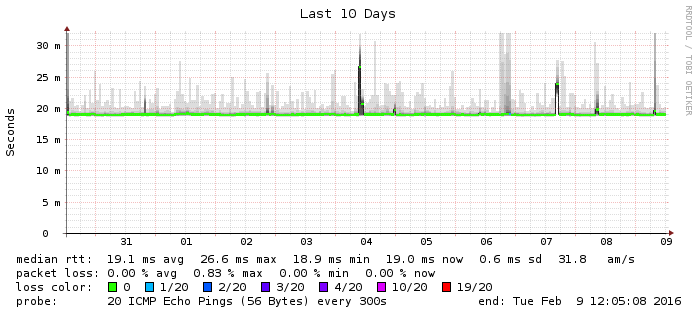 Last 10 Days
RRDTOOL / TOBI OETIKER
Seconds
30 m
25 m
20 m
15 m
10 m
5 m
0
31 01 02 03 04 05 06 07 08 09
median rtt: 19.1 ms avg 26.6 ms max 18.9 ms min 19.0 ms now 0.6 ms sd 31.8 am/s
packet loss: 0.00 % avg 0.83 % max 0.00 % min 0.00 % now
loss color: 0 1/20 2/20 3/20 4/20 10/20 19/20
probe: 20 ICMP Echo Pings (56 Bytes) every 300s end: Tue Feb 9 12:05:08 2016